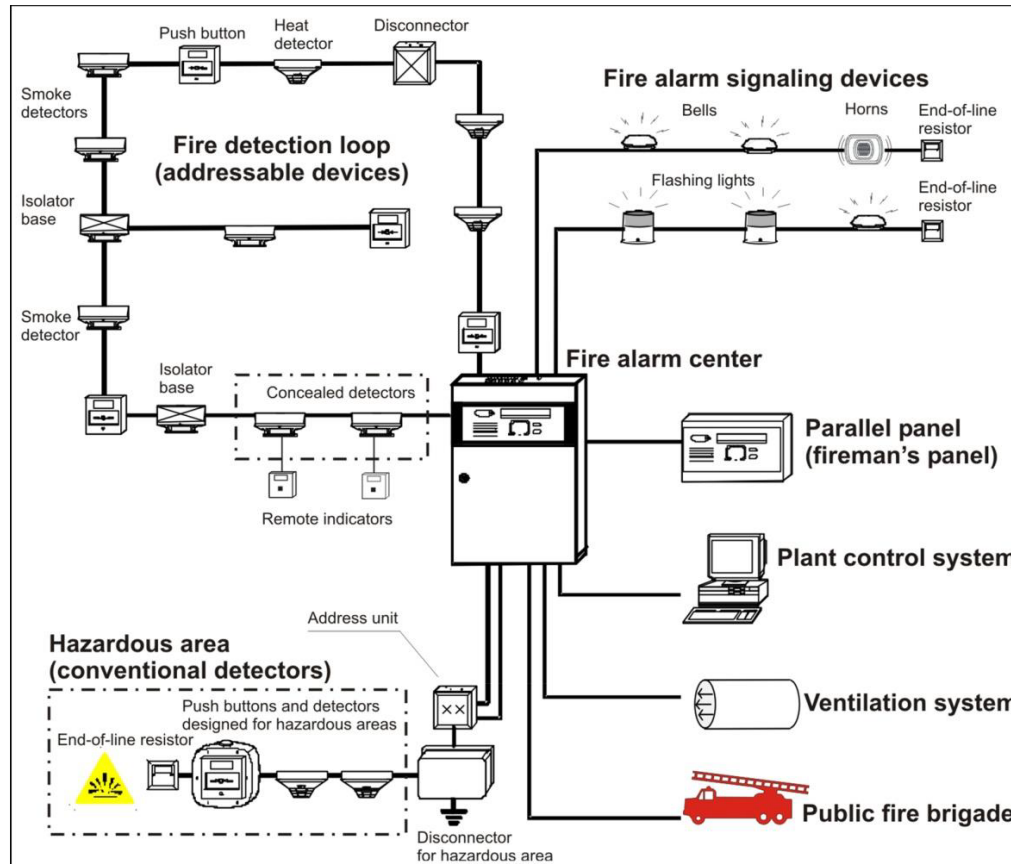 Push button
Heat
detector
Disconnector
Smoke
detectors
Fire detection loop
(addressable devices)
Isolator
base
Smoke
detector
Isolator
base
Concealed detectors
Remote indicators
Fire alarm signaling devices
Bells
Horns
End-of-line
resistor
Flashing lights
End-of-line
resistor
Fire alarm center
Parallel panel
(fireman's panel)
Plant control system
Ventilation system
Public fire brigade
Address unit
Hazardous area
(conventional detectors)
Push buttons and detectors
designed for hazardous areas
End-of-line resistor
Disconnector
for hazardous area